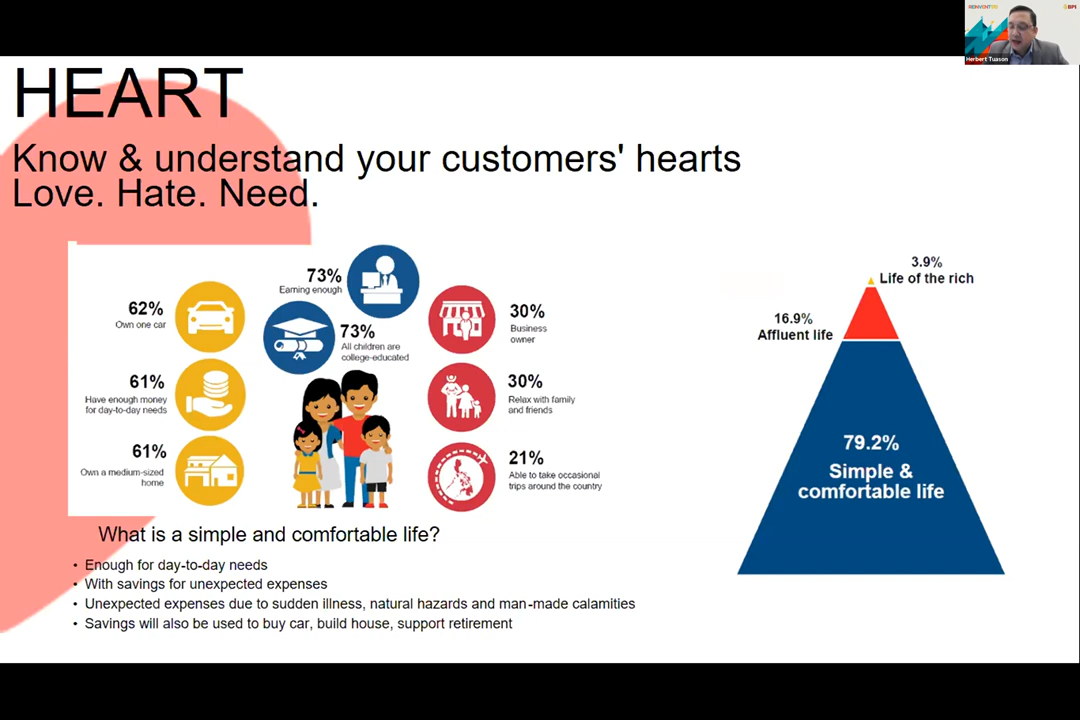 REINVENTERS
BPI
Herbert Tuason
HEART
Know & understand your customers' hearts
Love. Hate. Need.
73%
Earning enough
62%
Own one car
73%
All children are
college-educated
30%
Business
owner
61%
Have enough money
for day-to-day needs
30%
Relax with family
and friends
61%
Own a medium-sized
home
21%
Able to take occasional
trips around the country
3.9%
Life of the rich
16.9%
Affluent life
79.2%
Simple &
comfortable life
What is a simple and comfortable life?
• Enough for day-to-day needs
• With savings for unexpected expenses
• Unexpected expenses due to sudden illness, natural hazards and man-made calamities
• Savings will also be used to buy car, build house, support retirement